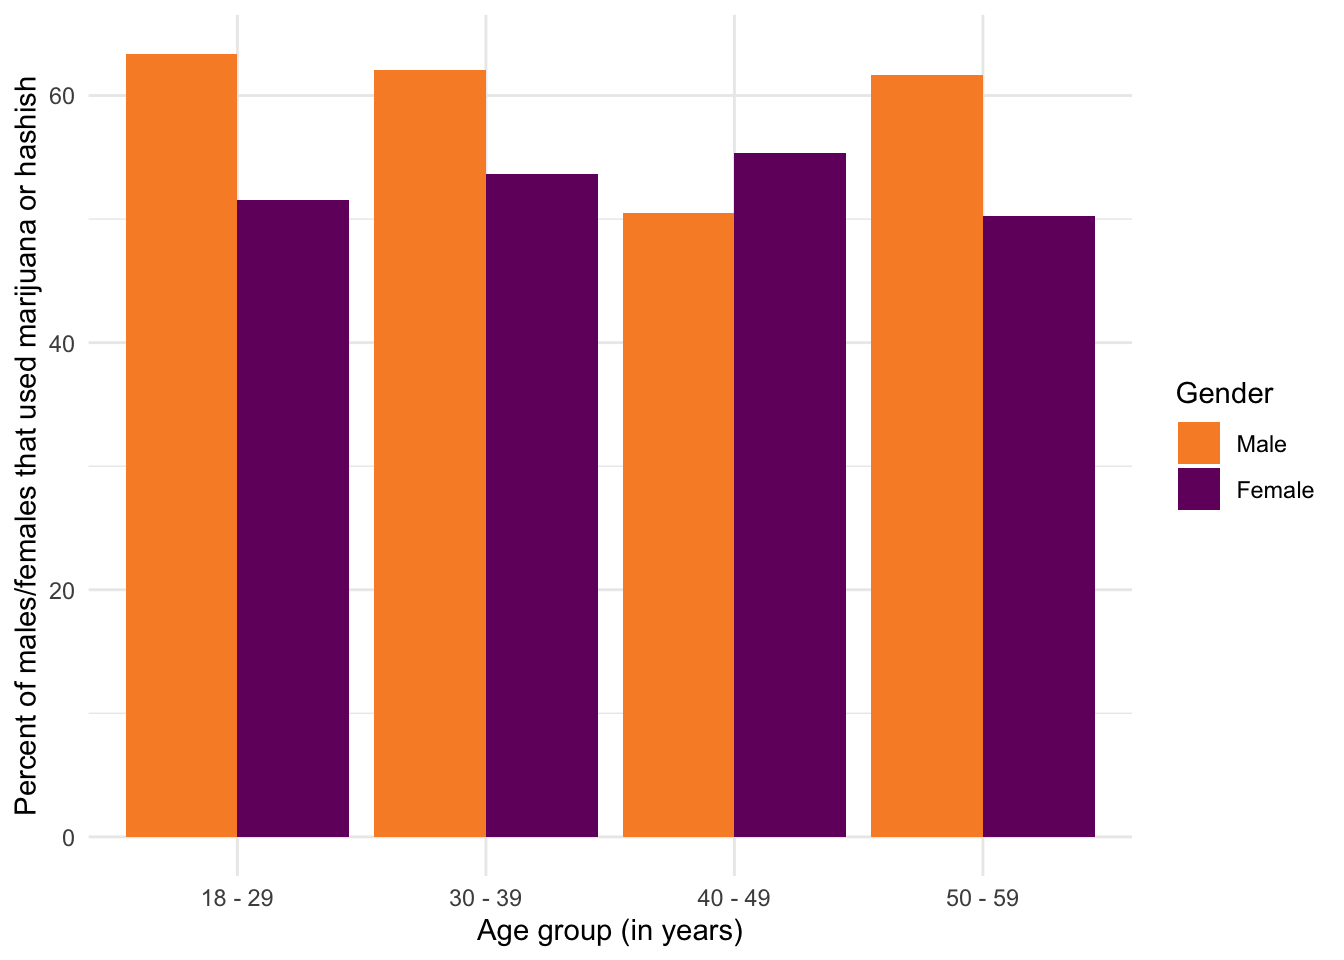 Percent of males/females that used marijuana or hashish
60
40
20
0
18 - 29
30 - 39
40 - 49
50 - 59
Age group (in years)
Gender
Male
Female